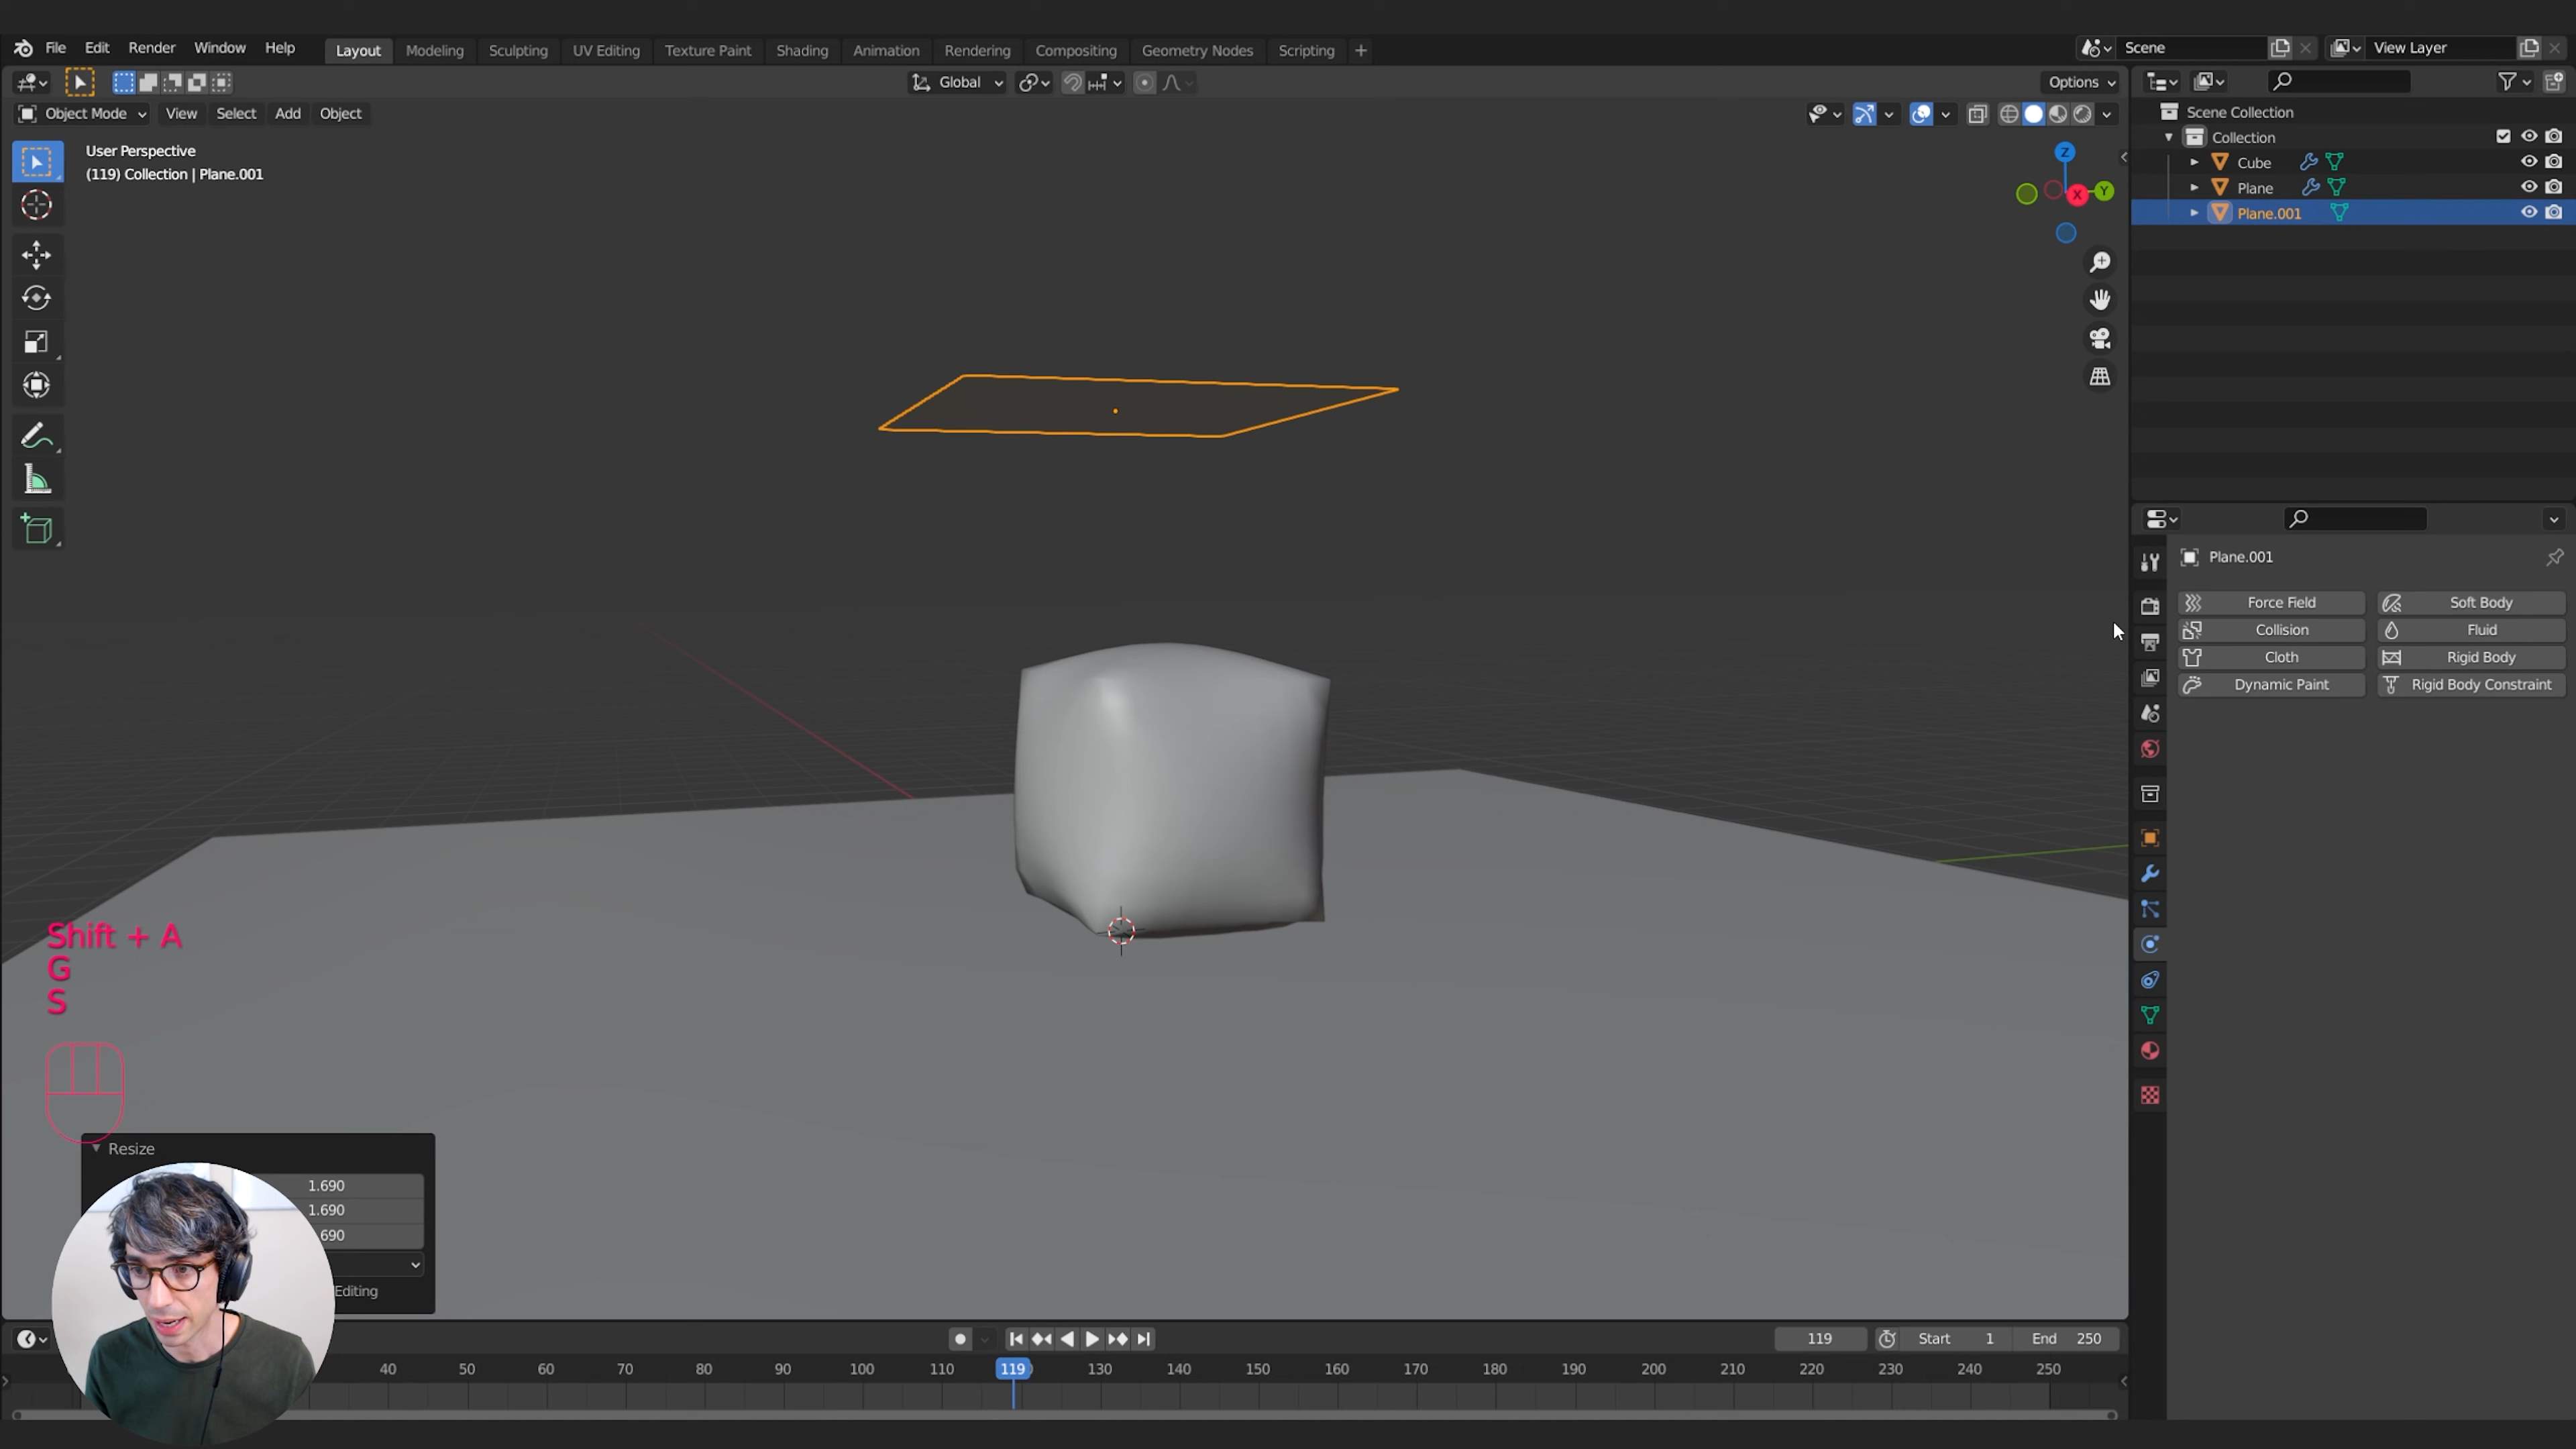 File Edit Render Window Help Layout Modeling Sculpting UV Editing Texture Paint Shading Animation Rendering Compositing Geometry Nodes Scripting + Scene View Layer
Global Options
Object Mode View Select Add Object
User Perspective
(119) Collection | Plane.001
Z
Y
X
Scene Collection
Collection
Cube
Plane
Plane.001
Plane.001
Force Field Soft Body
Collision Fluid
Cloth Rigid Body
Dynamic Paint Rigid Body Constraint
Shift + A
G
S
Resize
1.690
1.690
.690
Editing
119 Start 1 End 250
40 50 60 70 80 90 100 110 119 130 140 150 160 170 180 190 200 210 220 230 240 250